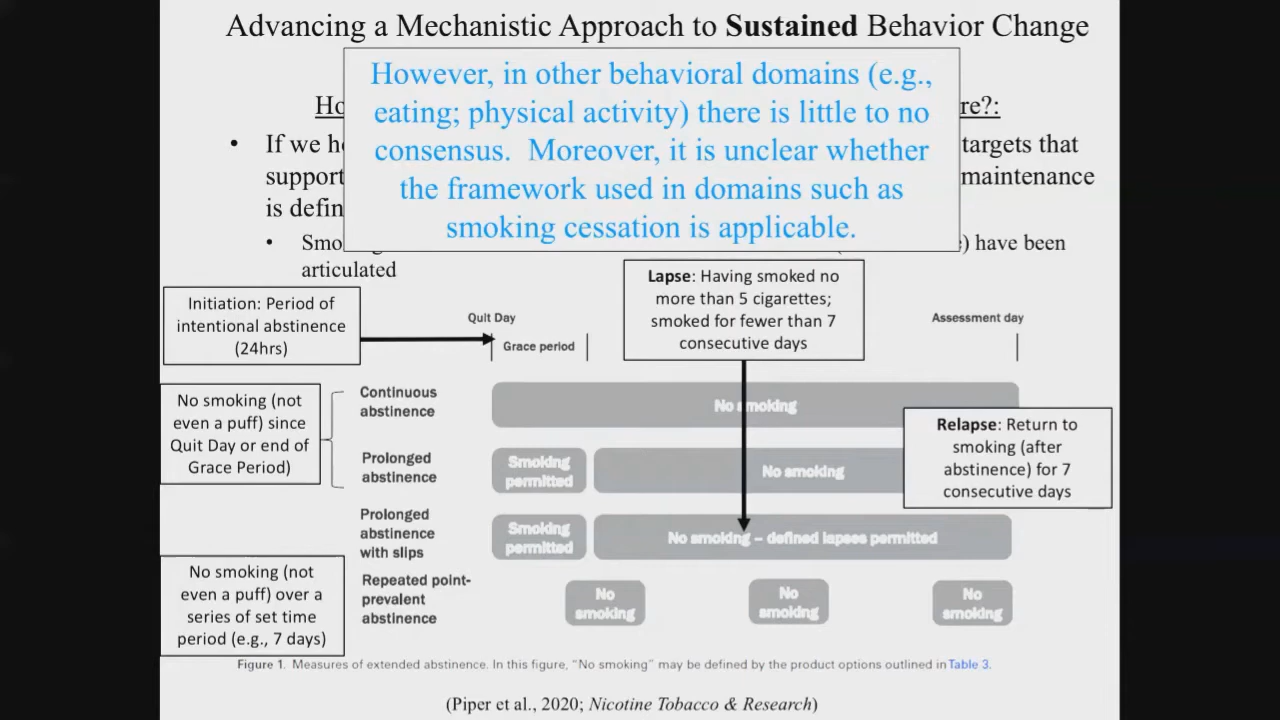 Advancing a Mechanistic Approach to Sustained Behavior Change
However, in other behavioral domains (e.g.,
eating; physical activity) there is little to no
consensus. Moreover, it is unclear whether
the framework used in domains such as
smoking cessation is applicable.
targets that
support
maintenance
is defin
have been
articulated
Initiation: Period of
intentional abstinence
(24hrs)
Quit Day
Grace period
Lapse: Having smoked no
more than 5 cigarettes;
smoked for fewer than 7
consecutive days
Assessment day
No smoking (not
even a puff) since
Quit Day or end of
Grace Period)
Continuous
abstinence
No smoking
Prolonged
abstinence
Smoking
permitted
No smoking
Relapse: Return to
smoking (after
abstinence) for 7
consecutive days
Prolonged
abstinence
with slips
Smoking
permitted
No smoking – defined lapses permitted
No smoking (not
even a puff) over a
series of set time
period (e.g., 7 days)
Repeated point-
prevalent
abstinence
No
smoking
No
smoking
No
smoking
Figure 1. Measures of extended abstinence. In this figure, “No smoking” may be defined by the product options outlined in Table 3.
(Piper et al., 2020; Nicotine Tobacco & Research)